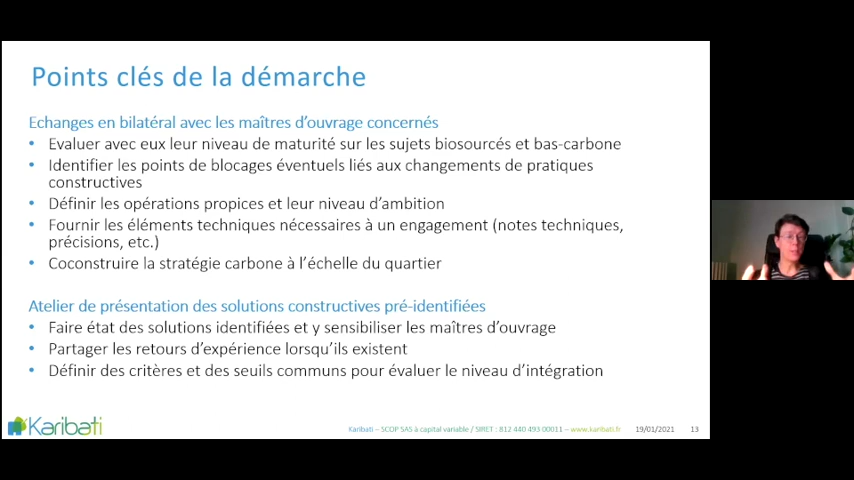 Points clés de la démarche
Echanges en bilatéral avec les maîtres d'ouvrage concernés
• Evaluer avec eux leur niveau de maturité sur les sujets biosourcés et bas-carbone
• Identifier les points de blocages éventuels liés aux changements de pratiques
constructives
• Définir les opérations propices et leur niveau d'ambition
• Fournir les éléments techniques nécessaires à un engagement (notes techniques,
précisions, etc.)
• Coconstruire la stratégie carbone à l'échelle du quartier
Atelier de présentation des solutions constructives pré-identifiées
• Faire état des solutions identifiées et y sensibiliser les maîtres d'ouvrage
• Partager les retours d'expérience lorsqu'ils existent
• Définir des critères et des seuils communs pour évaluer le niveau d'intégration
Karibati
Karibati – SCOP SAS à capital variable / SIRET : 812 440 493 00011 – www.karibati.fr
19/01/2021
13